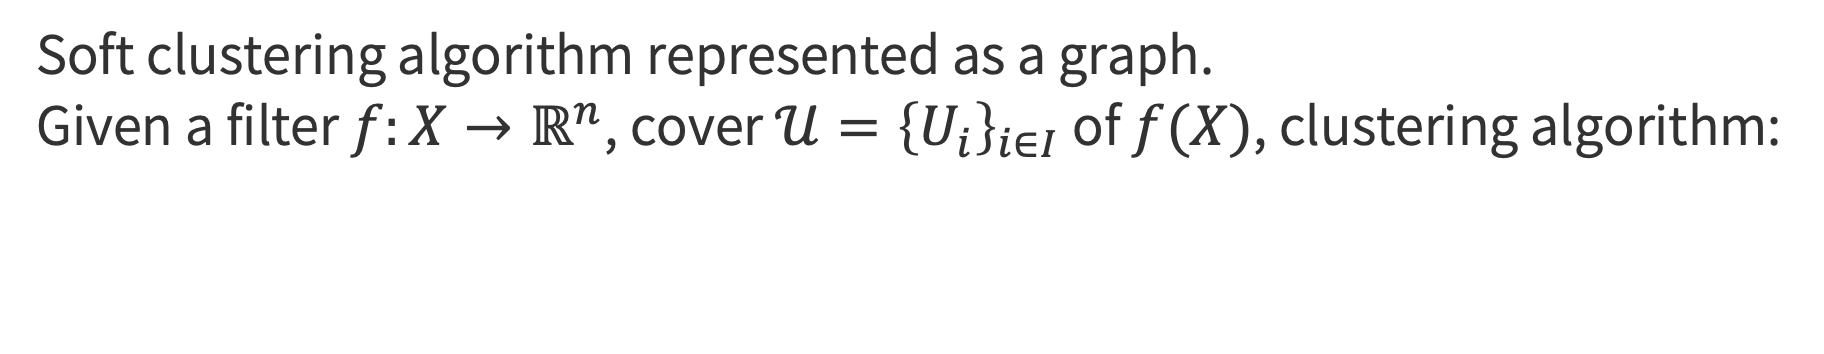 Soft clustering algorithm represented as a graph.
Given a filter f: X → ℝⁿ, cover 𝒰 = {Uᵢ}ᵢ∈I of f(X), clustering algorithm: